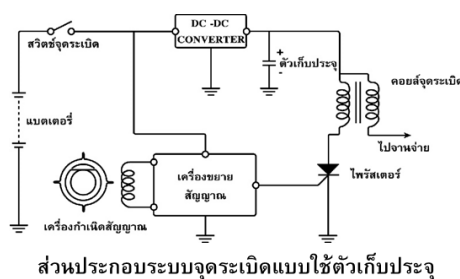 DC -DC
CONVERTER
สวิตช์จุดระเบิด
+
ตัวเก็บประจุ
-
คอยล์จุดระเบิด
แบตเตอรี่
ไปจานจ่าย
เครื่องขยาย
สัญญาณ
ไทรัสเตอร์
เครื่องกำเนิดสัญญาณ
ส่วนประกอบระบบจุดระเบิดแบบใช้ตัวเก็บประจุ